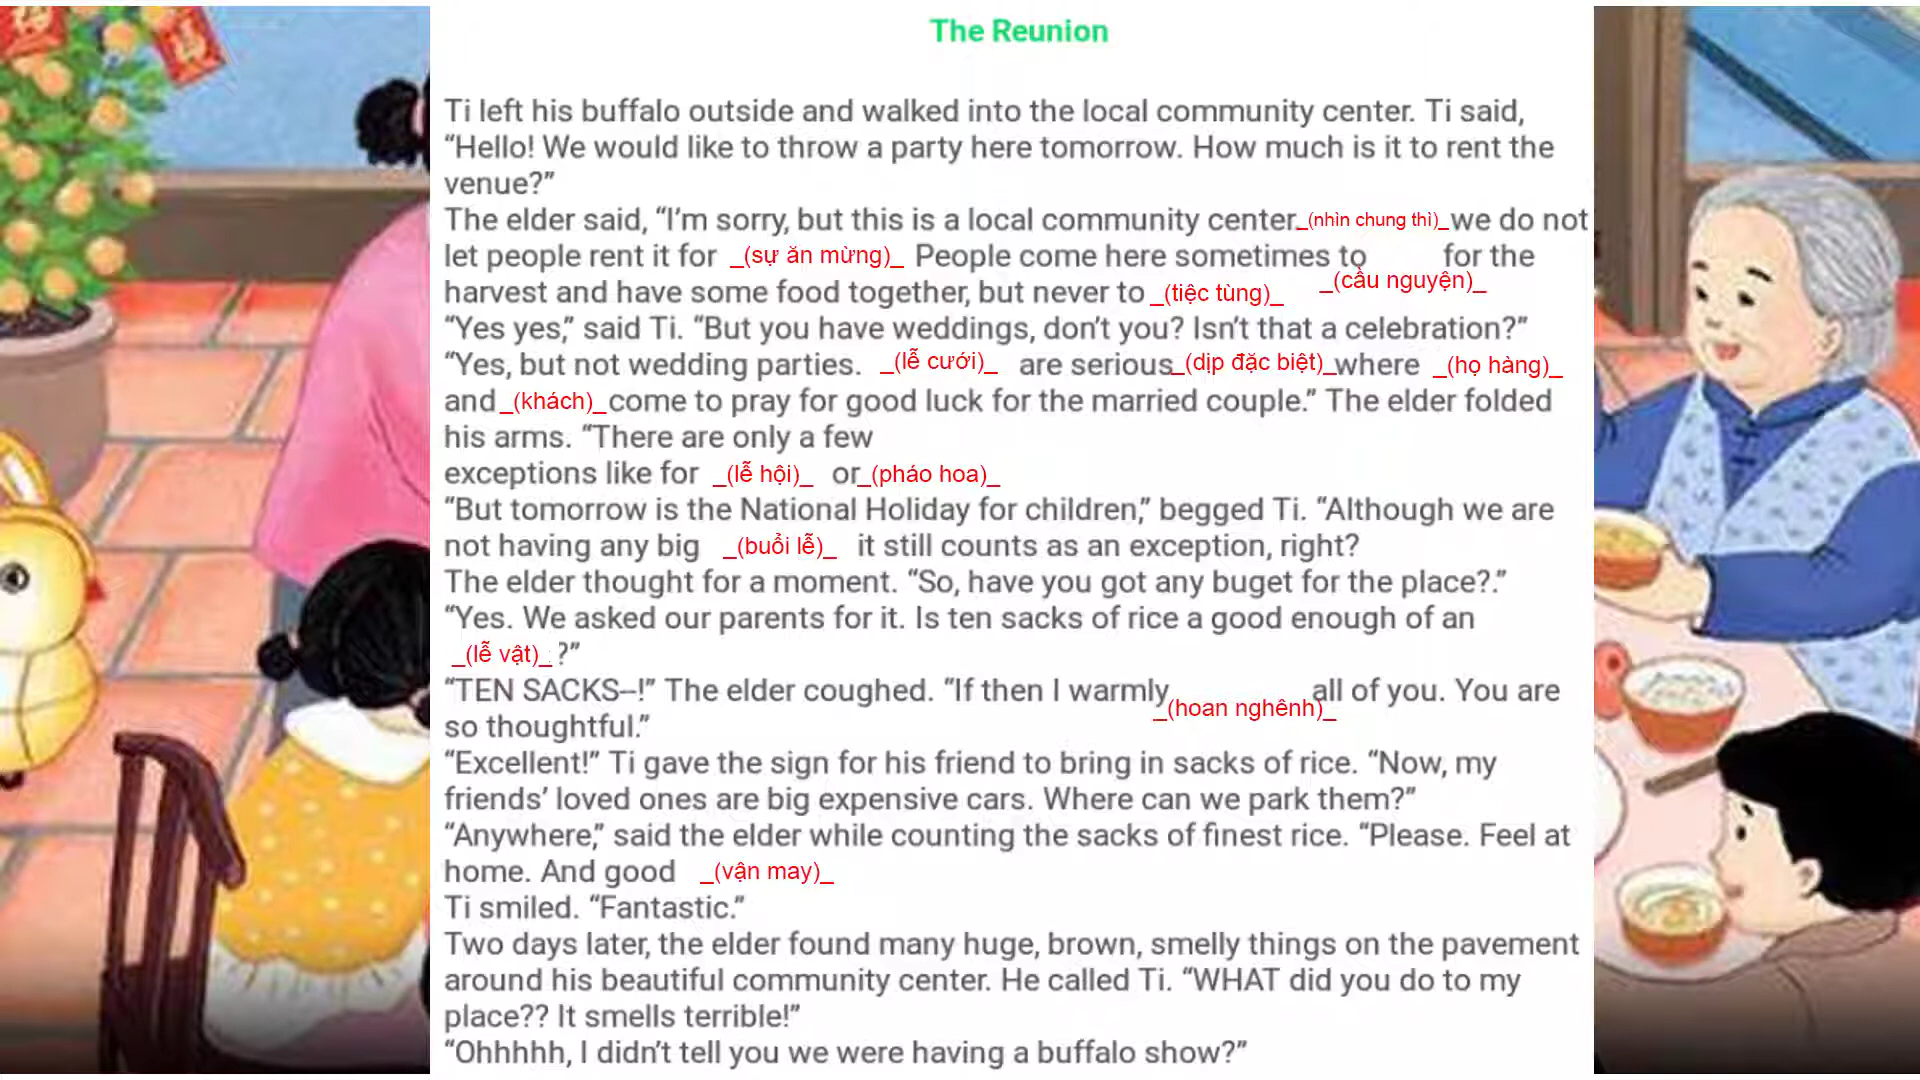 The Reunion
Ti left his buffalo outside and walked into the local community center. Ti said,
“Hello! We would like to throw a party here tomorrow. How much is it to rent the
venue?”
The elder said, “I’m sorry, but this is a local community center._(nhìn chung thì)_we do not
let people rent it for _(sự ăn mừng)_ People come here sometimes to _(cầu nguyện)_ for the
harvest and have some food together, but never to _(tiệc tùng)_
“Yes yes,” said Ti. “But you have weddings, don’t you? Isn’t that a celebration?”
“Yes, but not wedding parties. _(lễ cưới)_ are serious_(dịp đặc biệt)_where _(họ hàng)_
and_(khách)_come to pray for good luck for the married couple.” The elder folded
his arms. “There are only a few
exceptions like for _(lễ hội)_ or_(pháo hoa)_
“But tomorrow is the National Holiday for children,” begged Ti. “Although we are
not having any big _(buổi lễ)_ it still counts as an exception, right?
The elder thought for a moment. “So, have you got any buget for the place?.”
“Yes. We asked our parents for it. Is ten sacks of rice a good enough of an
_(lễ vật)_ ?”
“TEN SACKS–!” The elder coughed. “If then I warmly_(hoan nghênh)_all of you. You are
so thoughtful.”
“Excellent!” Ti gave the sign for his friend to bring in sacks of rice. “Now, my
friends’ loved ones are big expensive cars. Where can we park them?”
“Anywhere,” said the elder while counting the sacks of finest rice. “Please. Feel at
home. And good _(vận may)_
Ti smiled. “Fantastic.”
Two days later, the elder found many huge, brown, smelly things on the pavement
around his beautiful community center. He called Ti. “WHAT did you do to my
place?? It smells terrible!”
“Ohhhhh, I didn’t tell you we were having a buffalo show?”